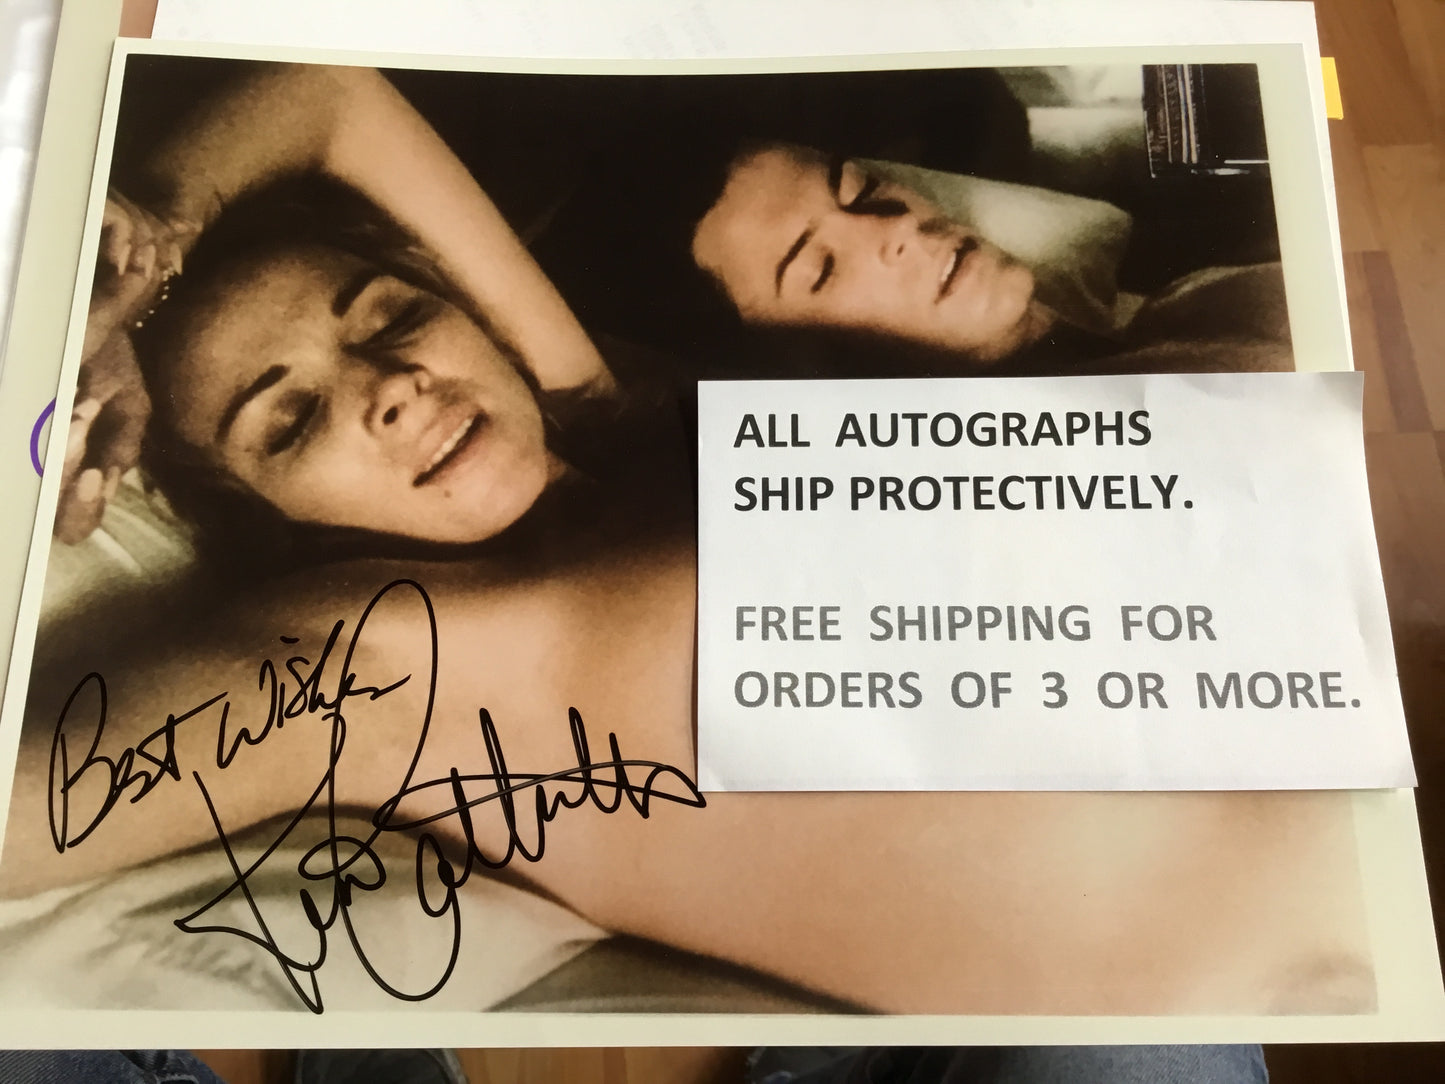 ALL AUTOGRAPHS
SHIP PROTECTIVELY.
FREE SHIPPING FOR
ORDERS OF 3 OR MORE.
Best Wishes